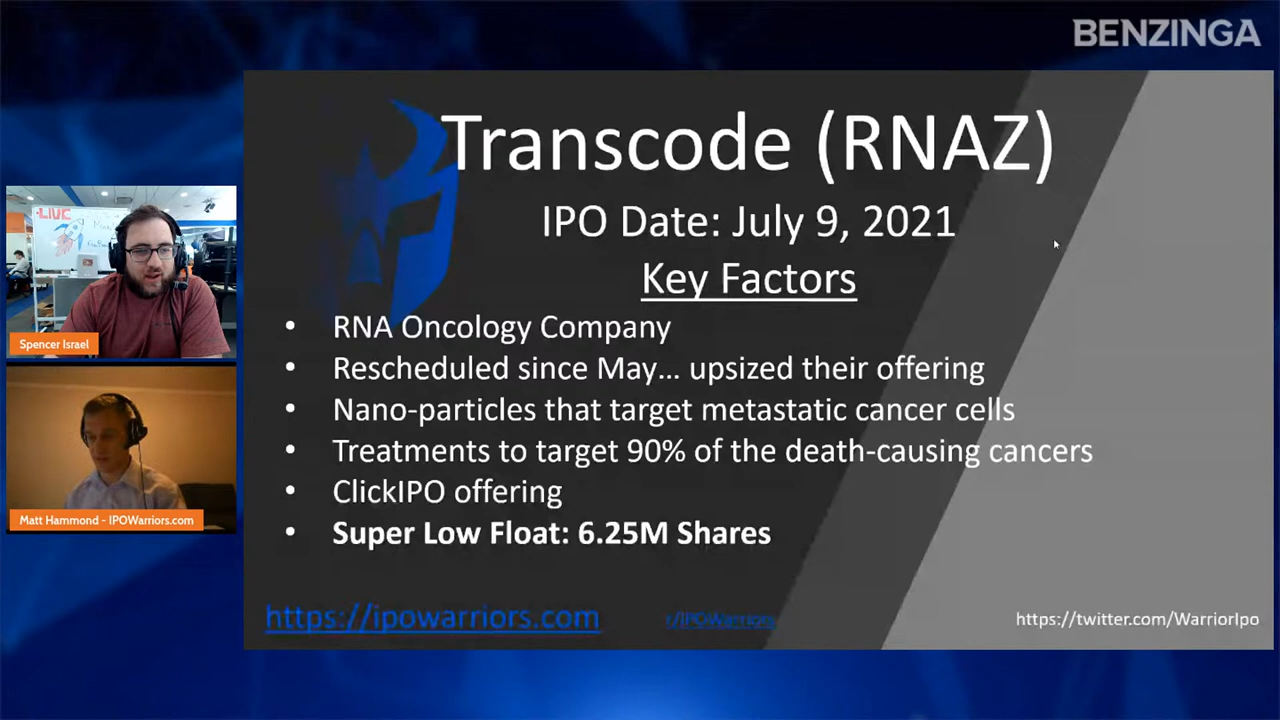 BENZINGA
Transcode (RNAZ)
IPO Date: July 9, 2021
Key Factors
• RNA Oncology Company
• Rescheduled since May... upsized their offering
• Nano-particles that target metastatic cancer cells
• Treatments to target 90% of the death-causing cancers
• ClickIPO offering
• Super Low Float: 6.25M Shares
https://ipowarriors.com
r/IPOWarriors
https://twitter.com/WarriorIpo
LIVE
Spencer Israel
Matt Hammond - IPOWarriors.com